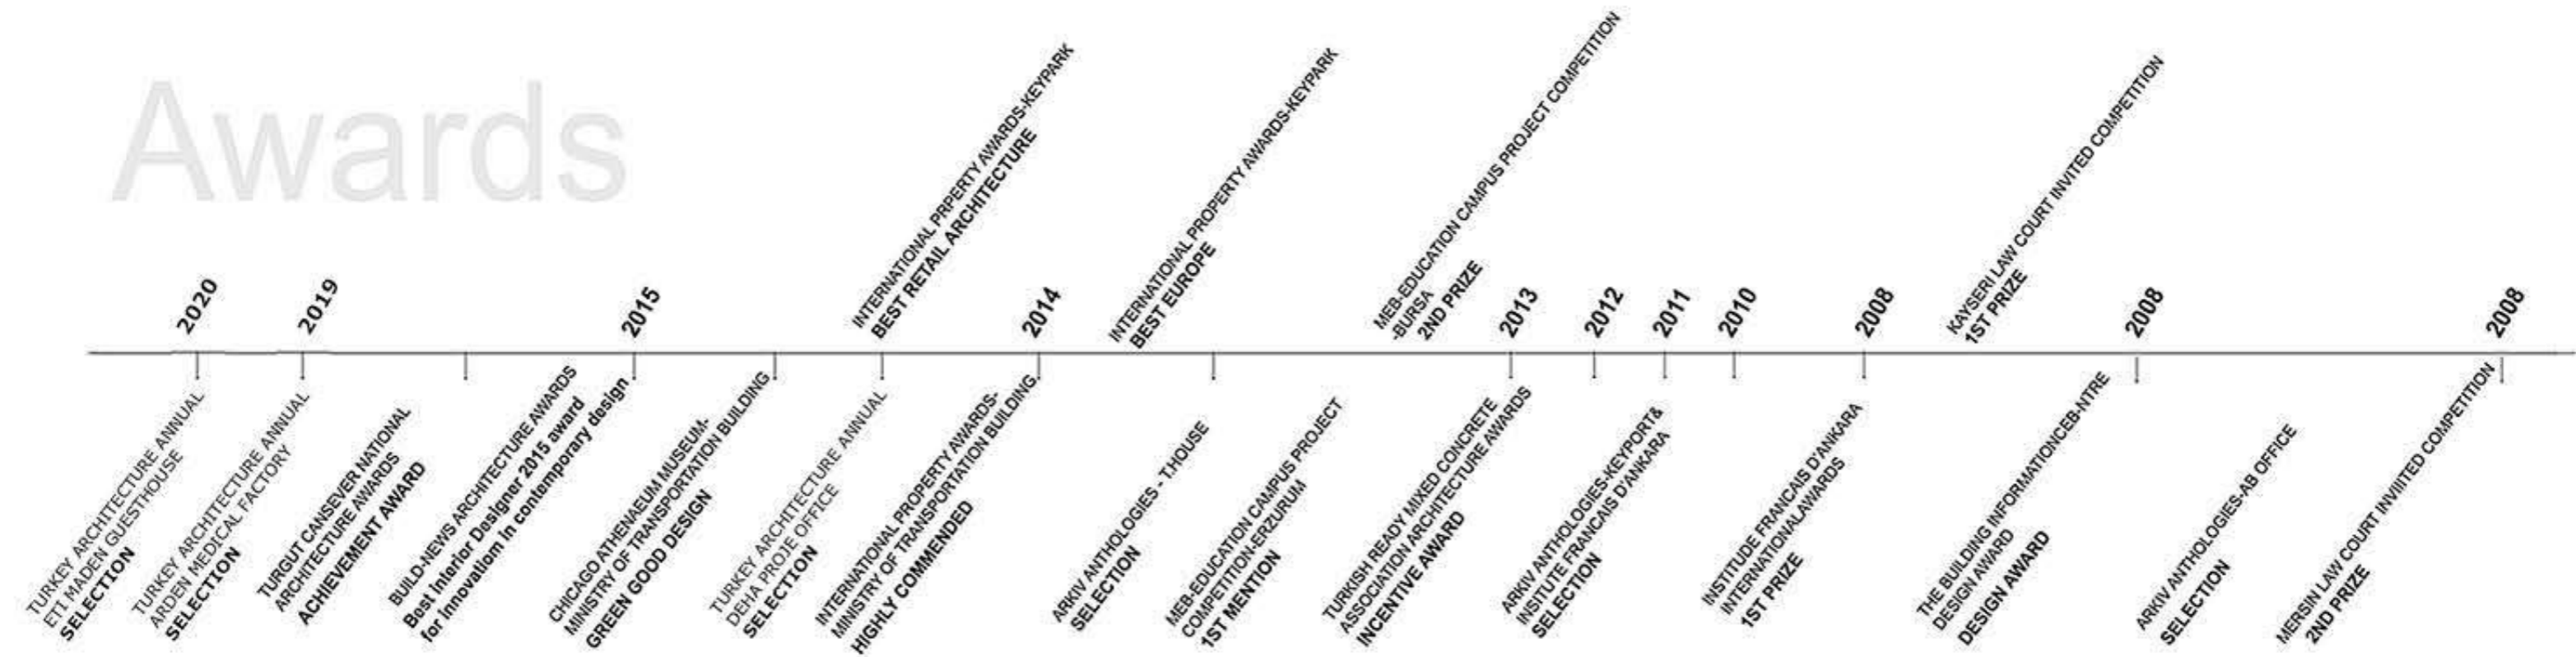 Awards
INTERNATIONAL PRPERTY AWARDS-KEYPARK
BEST RETAIL ARCHITECTURE
INTERNATIONAL PROPERTY AWARDS-KEYPARK
BEST EUROPE
MEB-EDUCATION CAMPUS PROJECT COMPETITION
-BURSA
2ND PRIZE
KAYSERI LAW COURT INVITED COMPETITION
1ST PRIZE
2020
2019
2015
2014
2013
2012
2011
2010
2008
2008
2008
TURKEY ARCHITECTURE ANNUAL
ETI MADEN GUESTHOUSE
SELECTION
TURKEY ARCHITECTURE ANNUAL
ARDEN MEDICAL FACTORY
SELECTION
TURGUT CANSEVER NATIONAL
ARCHITECTURE AWARDS
ACHIEVEMENT AWARD
BUILD-NEWS ARCHITECTURE AWARDS
Best Interior Designer 2015 award
for Innovatiom in contemporary design
CHICAGO ATHENAEUM MUSEUM-
MINISTRY OF TRANSPORTATION BUILDING
GREEN GOOD DESIGN
TURKEY ARCHITECTURE ANNUAL
DEHA PROJE OFFICE
SELECTION
INTERNATIONAL PROPERTY AWARDS-
MINISTRY OF TRANSPORTATION BUILDING
HIGHLY COMMENDED
ARKIV ANTHOLOGIES - T.HOUSE
SELECTION
MEB-EDUCATION CAMPUS PROJECT
COMPETITION-ERZURUM
1ST MENTION
TURKISH READY MIXED CONCRETE
ASSOCIATION ARCHITECTURE AWARDS
INCENTIVE AWARD
ARKIV ANTHOLOGIES-KEYPORT&
INSITUTE FRANCAIS D'ANKARA
SELECTION
INSTITUDE FRANCAIS D'ANKARA
INTERNATIONALAWARDS
1ST PRIZE
THE BUILDING INFORMATIONCEB-NTRE
DESIGN AWARD
DESIGN AWARD
ARKIV ANTHOLOGIES-AB OFFICE
SELECTION
MERSIN LAW COURT INVIIITED COMPETITION
2ND PRIZE